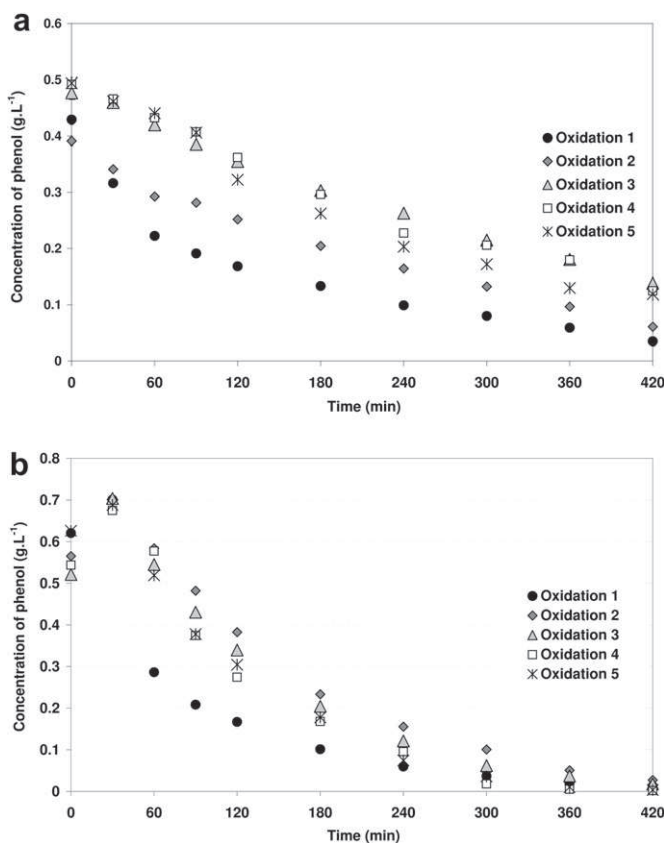 a
0.6
0.5
0.4
0.3
0.2
0.1
0
Concentration of phenol (g.L-1)
Oxidation 1
Oxidation 2
Oxidation 3
Oxidation 4
Oxidation 5
0 60 120 180 240 300 360 420
Time (min)
b
0.8
0.7
0.6
0.5
0.4
0.3
0.2
0.1
0
Concentration of phenol (g.L-1)
Oxidation 1
Oxidation 2
Oxidation 3
Oxidation 4
Oxidation 5
0 60 120 180 240 300 360 420
Time (min)